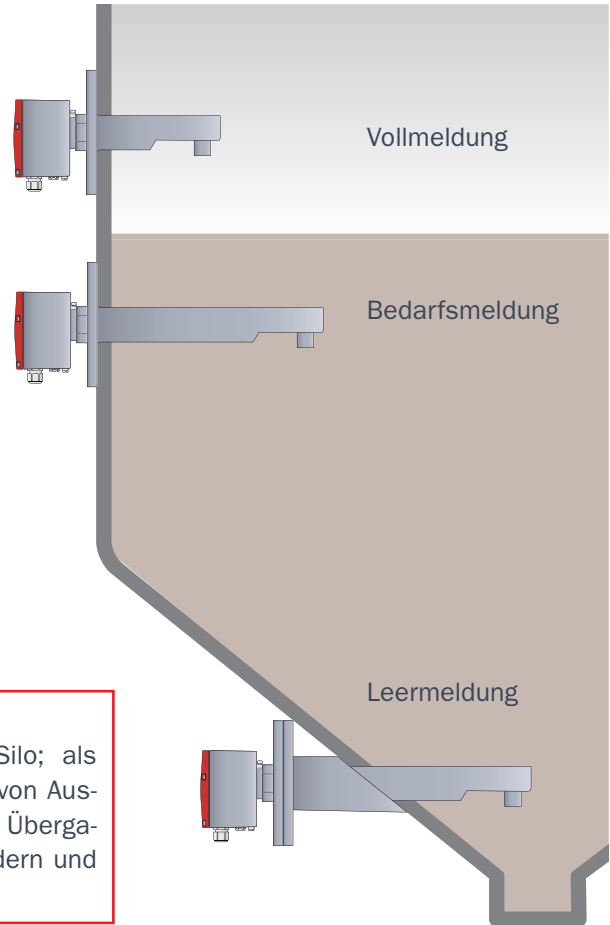 Vollmeldung
Bedarfsmeldung
Leermeldung
Silo; als
von Aus-
Überga-
dern und